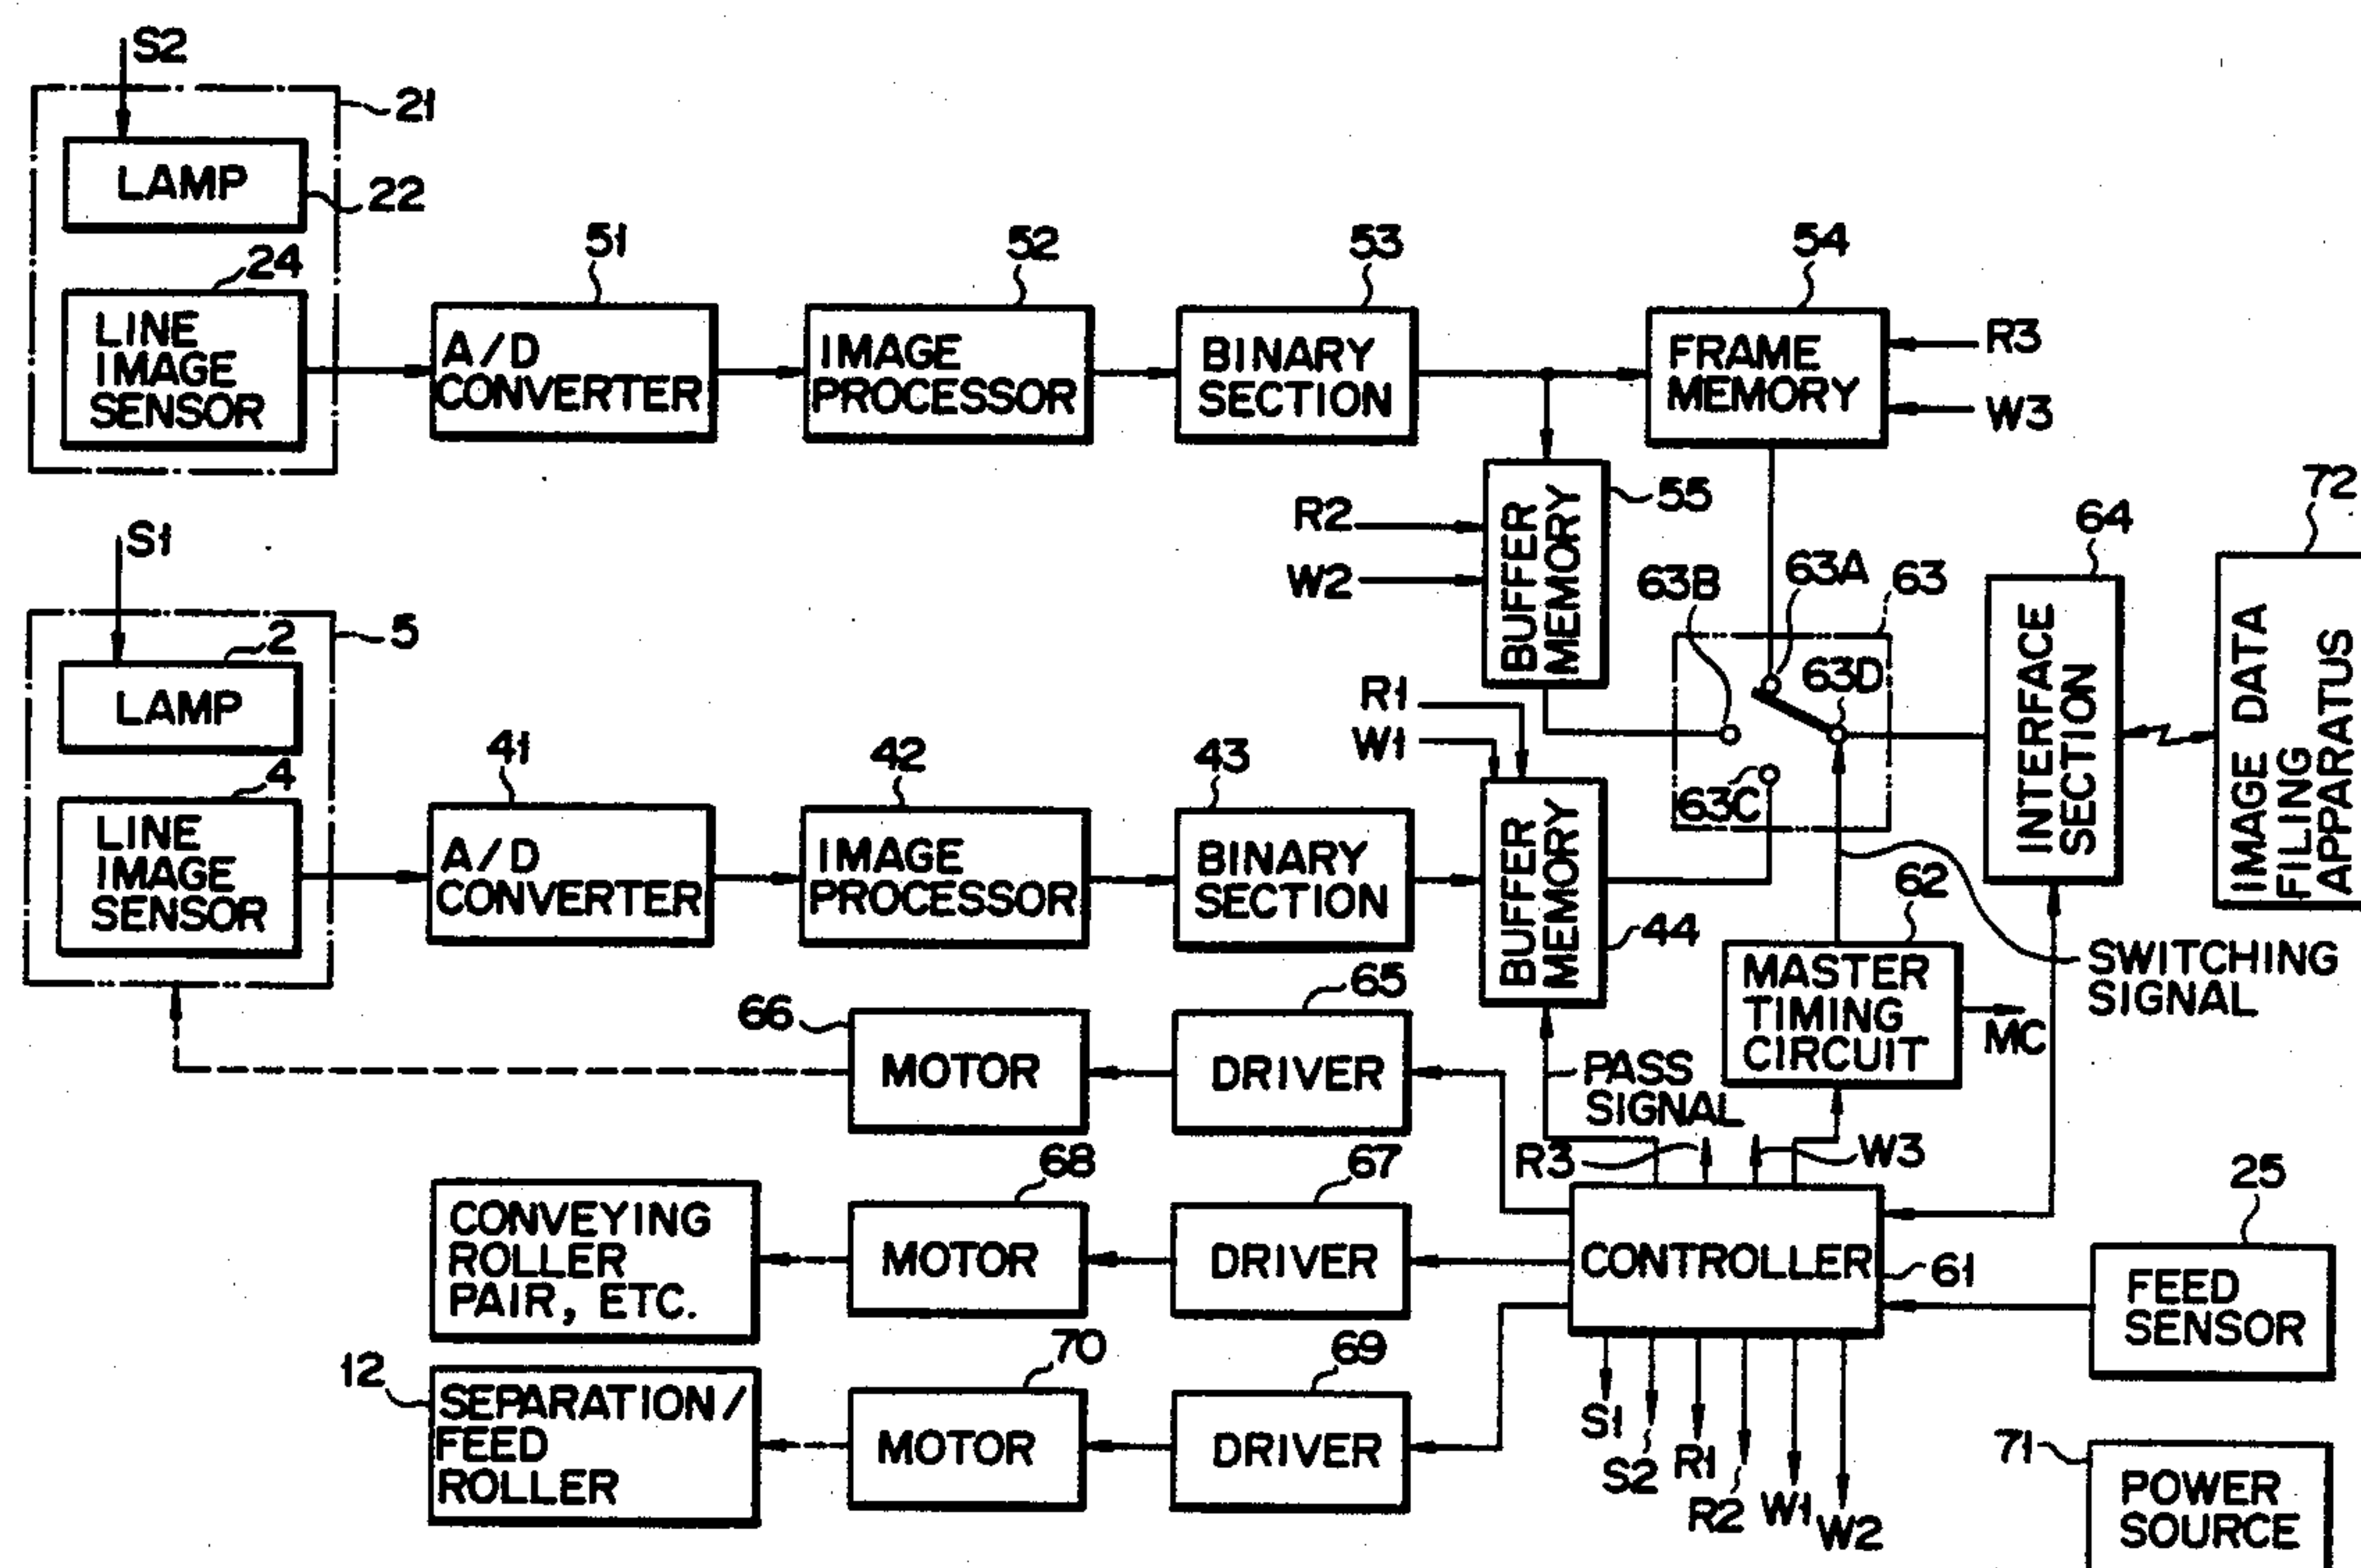 S2
21
LAMP
22
24
LINE
IMAGE
SENSOR
51
A/D
CONVERTER
52
IMAGE
PROCESSOR
53
BINARY
SECTION
54
FRAME
MEMORY
R3
W3
55
BUFFER
MEMORY
R2
W2
S1
5
2
LAMP
4
LINE
IMAGE
SENSOR
41
A/D
CONVERTER
42
IMAGE
PROCESSOR
43
BINARY
SECTION
R1
W1
BUFFER
MEMORY
44
63B
63A
63
63D
63C
64
INTERFACE
SECTION
72
IMAGE DATA
FILING
APPARATUS
62
MASTER
TIMING
CIRCUIT
MC
SWITCHING
SIGNAL
66
MOTOR
65
DRIVER
PASS
SIGNAL
R3
W3
CONVEYING
ROLLER
PAIR, ETC.
68
MOTOR
67
DRIVER
CONTROLLER
61
25
FEED
SENSOR
12
SEPARATION/
FEED
ROLLER
70
MOTOR
69
DRIVER
S1
S2
R1
R2
W1
W2
71
POWER
SOURCE